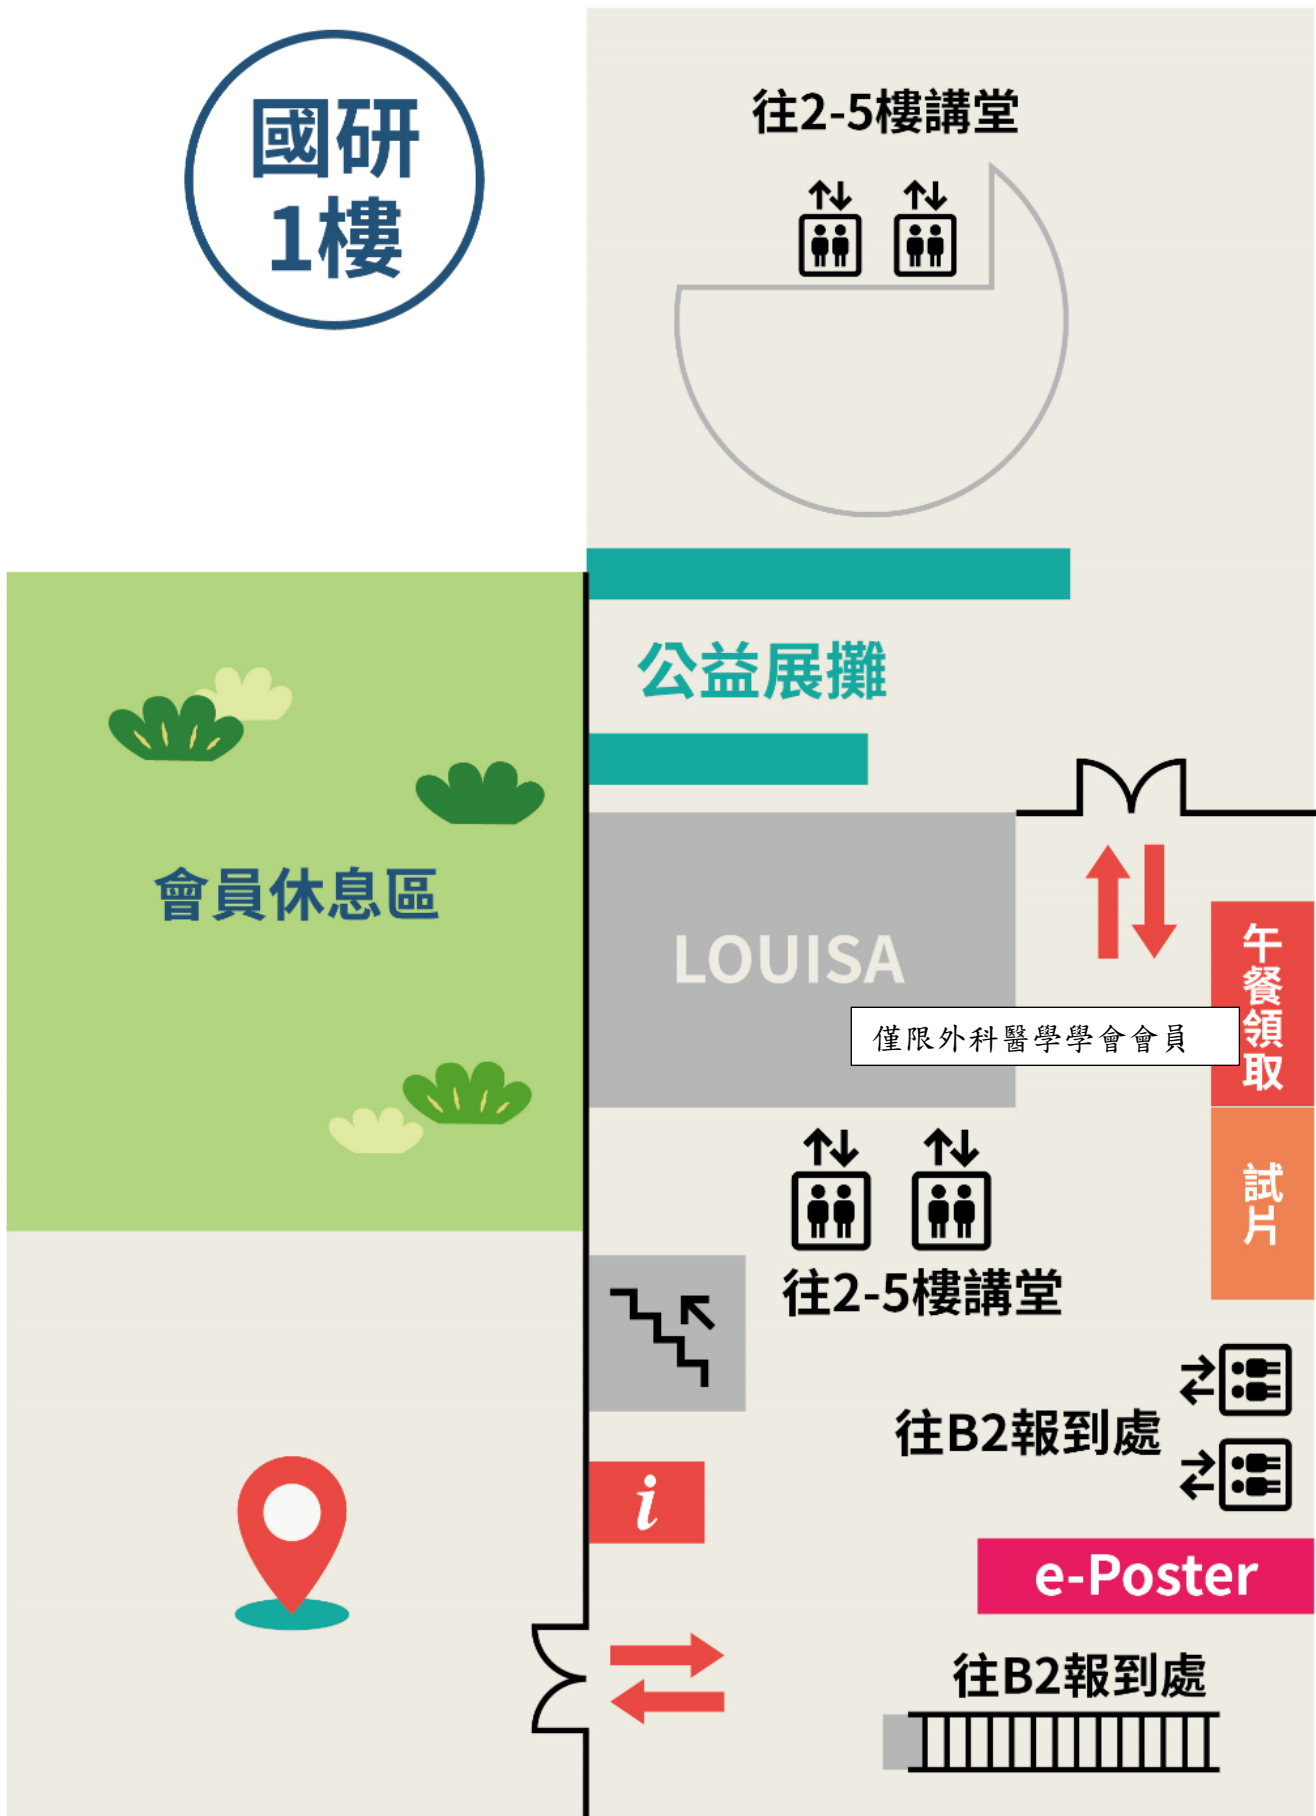 國研
1樓
往2-5樓講堂
公益展攤
會員休息區
LOUISA
午餐領取
僅限外科醫學學會會員
試片
往2-5樓講堂
往B2報到處
i
e-Poster
往B2報到處